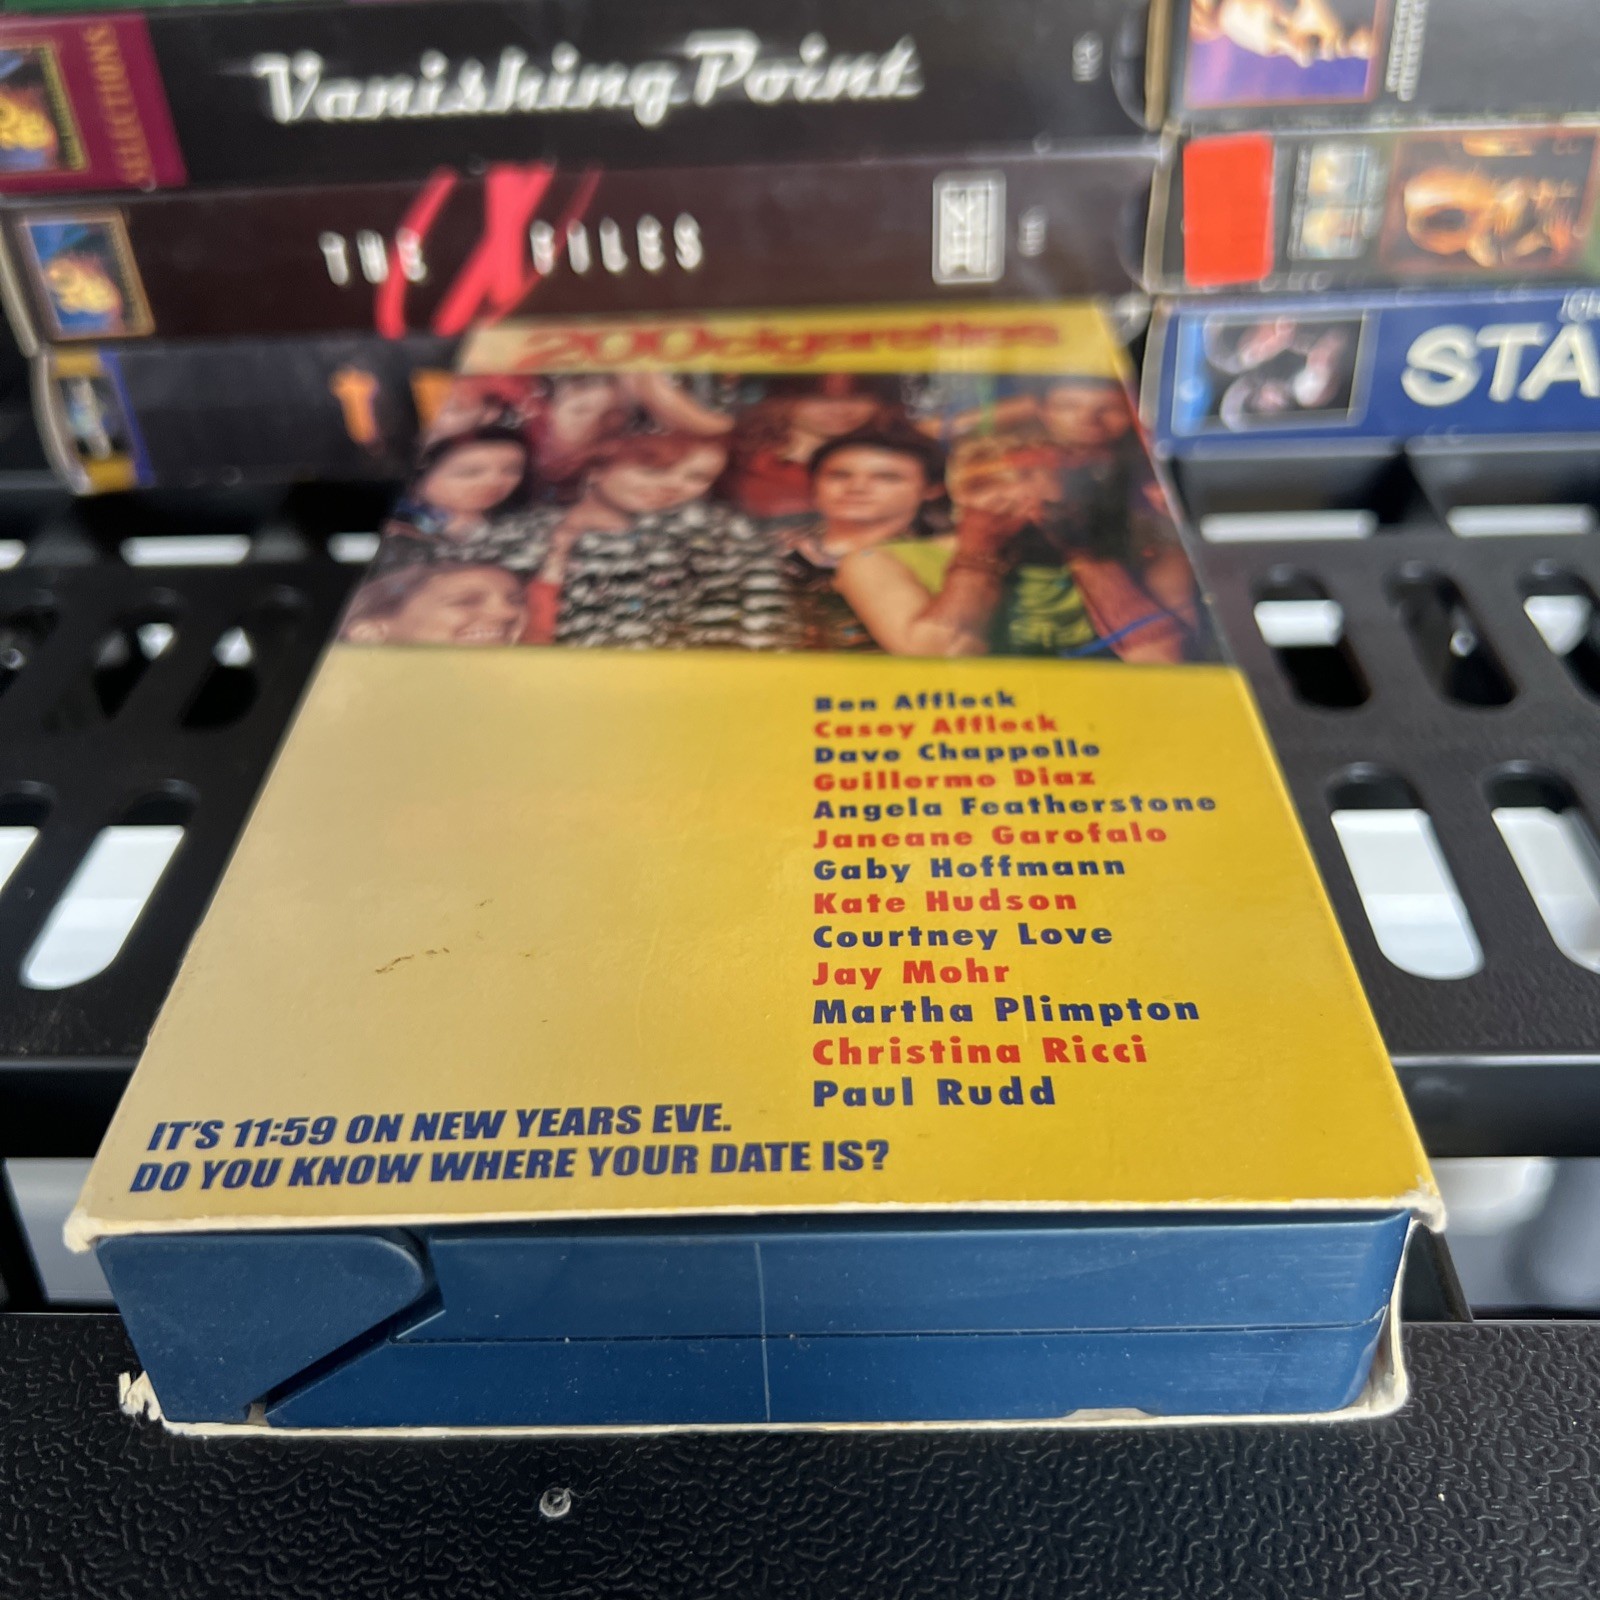 SELECTIONS
Vanishing Point
THE X FILES
STA
200 cigarettes
Ben Affleck
Casey Affleck
Dave Chappelle
Guillermo Diaz
Angela Featherstone
Janeane Garofalo
Gaby Hoffmann
Kate Hudson
Courtney Love
Jay Mohr
Martha Plimpton
Christina Ricci
Paul Rudd
IT'S 11:59 ON NEW YEARS EVE.
DO YOU KNOW WHERE YOUR DATE IS?